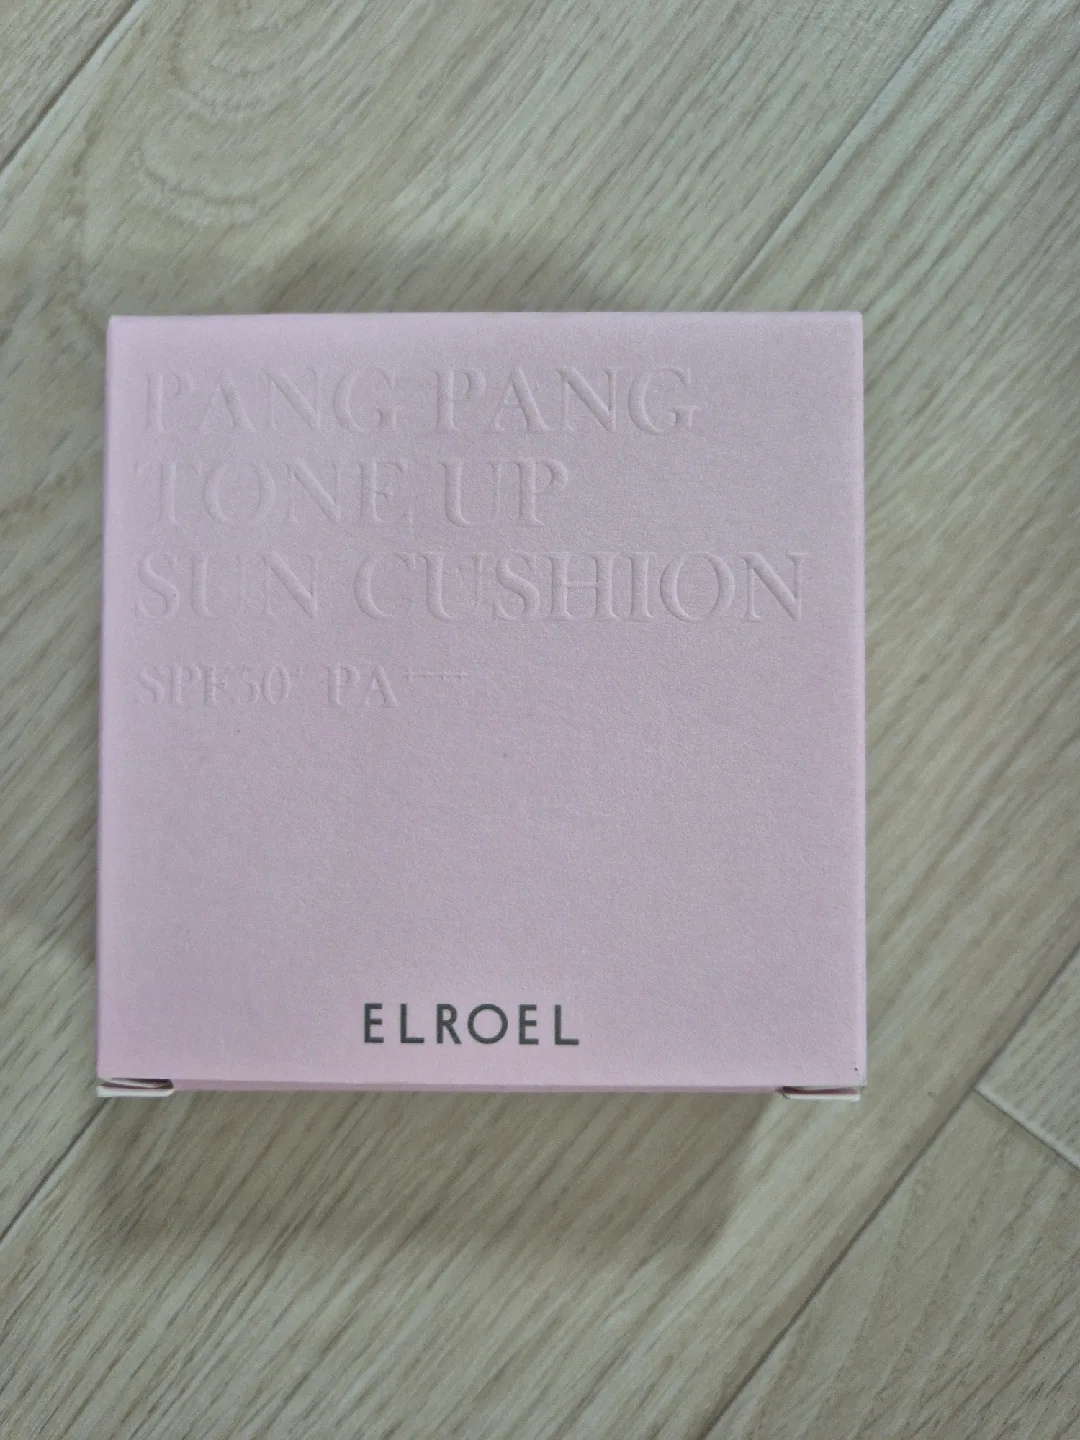 PANG PANG
TONE UP
SUN CUSHION
SPF50+ PA++++
ELROEL